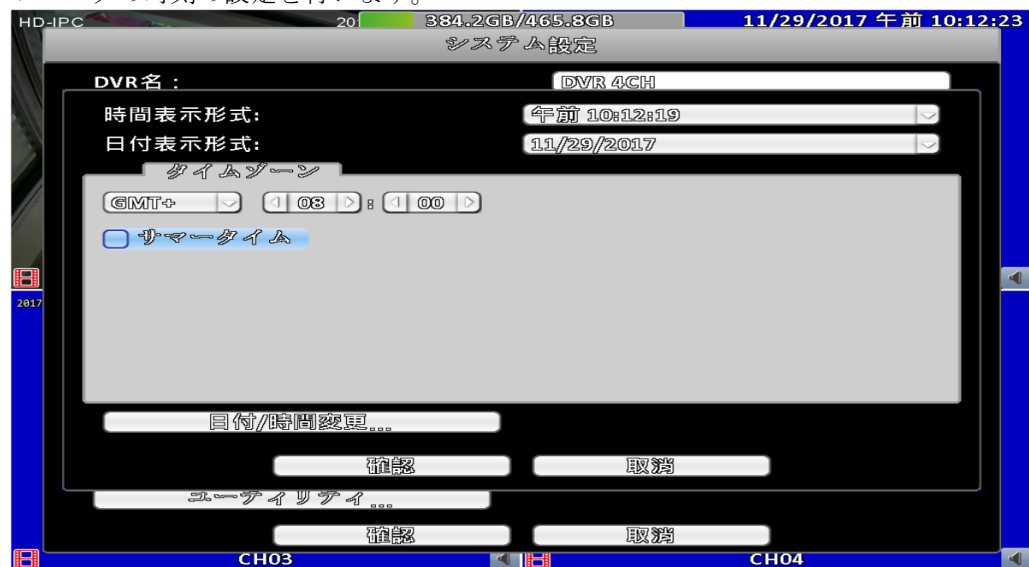 HD-IPC 20 384.2GB/465.8GB 11/29/2017 午前 10:12:23
システム設定
DVR名： DVR 4CH
時間表示形式: 午前 10:12:19
日付表示形式: 11/29/2017
タイムゾーン
GMT+ 08 : 00
サマータイム
2017
日付/時間変更...
確認 取消
ユーティリティ...
確認 取消
CH03 CH04